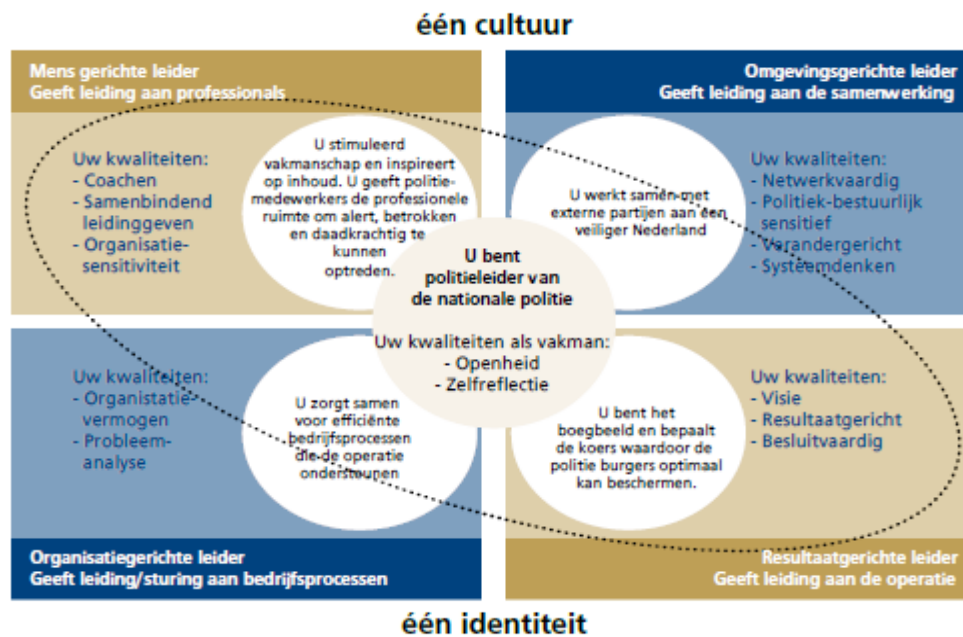 één cultuur
Mens gerichte leider
Geeft leiding aan professionals
Uw kwaliteiten:
- Coachen
- Samenbindend
leidinggeven
- Organisatie-
sensitiviteit
U stimuleerd
vakmanschap en inspireert
op inhoud. U geeft politie-
medewerkers de professionele
ruimte om alert, betrokken
en daadkrachtig te
kunnen
optreden.
Omgevingsgerichte leider
Geeft leiding aan de samenwerking
U werkt samen met
externe partijen aan een
veiliger Nederland
Uw kwaliteiten:
- Netwerkvaardig
- Politiek-bestuurlijk
sensitief
- Verandergericht
- Systeemdenken
U bent
politieleider van
de nationale politie
Uw kwaliteiten als vakman:
- Openheid
- Zelfreflectie
Uw kwaliteiten:
- Organistatie-
vermogen
- Probleem-
analyse
U zorgt samen
voor efficiënte
bedrijfsprocessen
die de operatie
ondersteunen
Organisatiegerichte leider
Geeft leiding/sturing aan bedrijfsprocessen
U bent het
boegbeeld en bepaalt
de koers waardoor de
politie burgers optimaal
kan beschermen.
Uw kwaliteiten:
- Visie
- Resultaatgericht
- Besluitvaardig
Resultaatgerichte leider
Geeft leiding aan de operatie
één identiteit